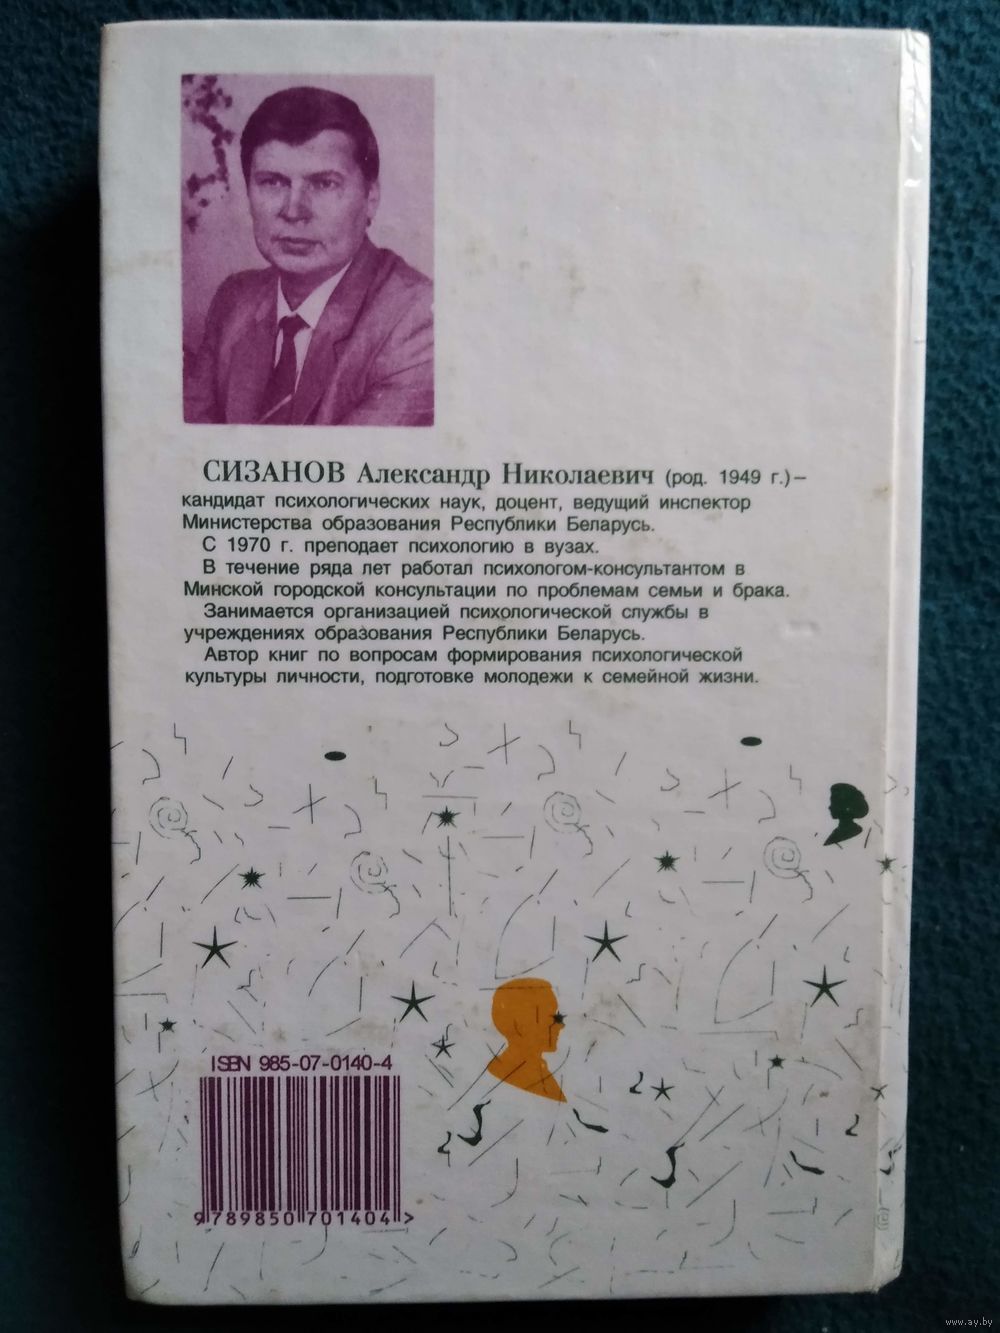 СИЗАНОВ Александр Николаевич (род. 1949 г.)–
кандидат психологических наук, доцент, ведущий инспектор
Министерства образования Республики Беларусь.
С 1970 г. преподает психологию в вузах.
В течение ряда лет работал психологом-консультантом в
Минской городской консультации по проблемам семьи и брака.
Занимается организацией психологической службы в
учреждениях образования Республики Беларусь.
Автор книг по вопросам формирования психологической
культуры личности, подготовке молодежи к семейной жизни.
ISBN 985-07-0140-4
9 789850 701404 >
www.ay.by